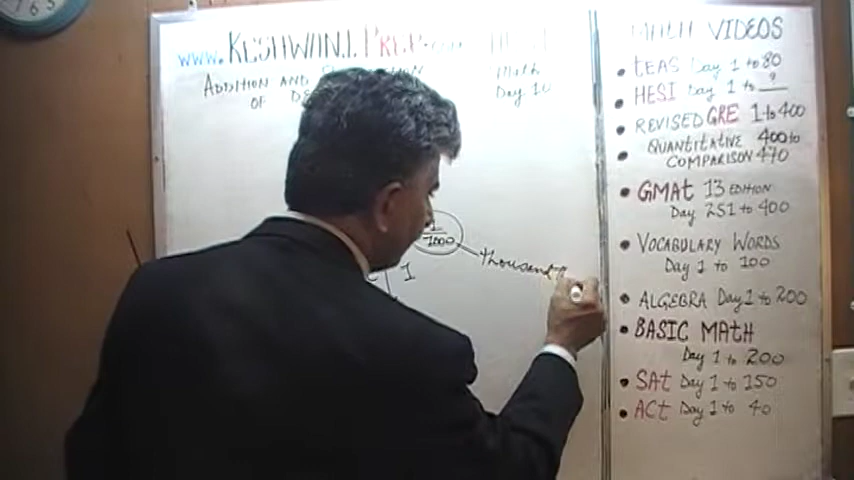 www. KESHWANI PREP.com
ADDITION AND
OF
Math
Day 10
1
1000
thousandt
1
MATH VIDEOS
• TEAS Day 1 to 80
• HESI Day 1 to ?
• REVISED GRE 1 to 400
• QUANTITATIVE 400 to
COMPARISON 470
• GMAT 13 EDITION
Day 251 to 400
• VOCABULARY WORDS
Day 1 to 100
• ALGEBRA Day 1 to 200
• BASIC MATH
Day 1 to 200
• SAT Day 1 to 150
• ACT Day 1 to 40